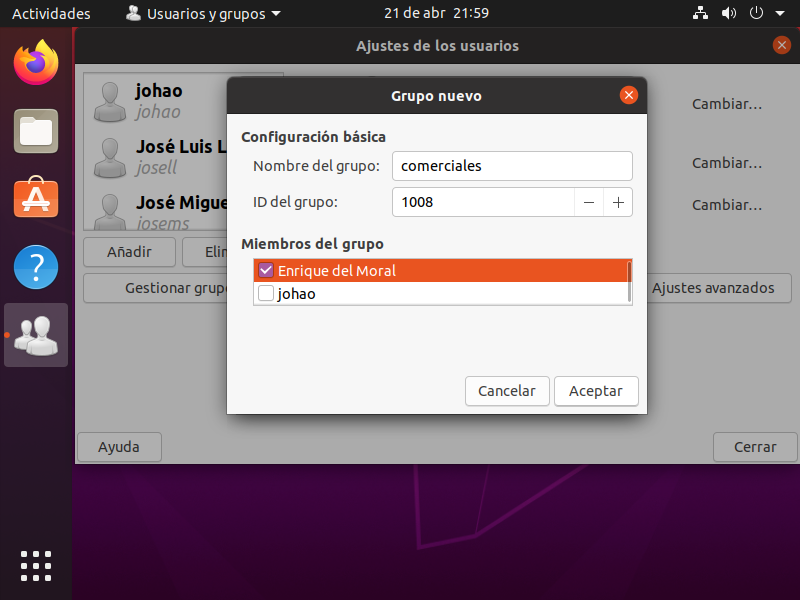 Actividades Usuarios y grupos 21 de abr 21:59
Ajustes de los usuarios
johao
johao
Cambiar...
José Luis L
josell
Cambiar...
José Migue
josems
Cambiar...
Añadir
Gestionar grupo
Ajustes avanzados
Ayuda
Cerrar
Grupo nuevo
Configuración básica
Nombre del grupo: comerciales
ID del grupo: 1008
Miembros del grupo
Enrique del Moral
johao
Cancelar Aceptar